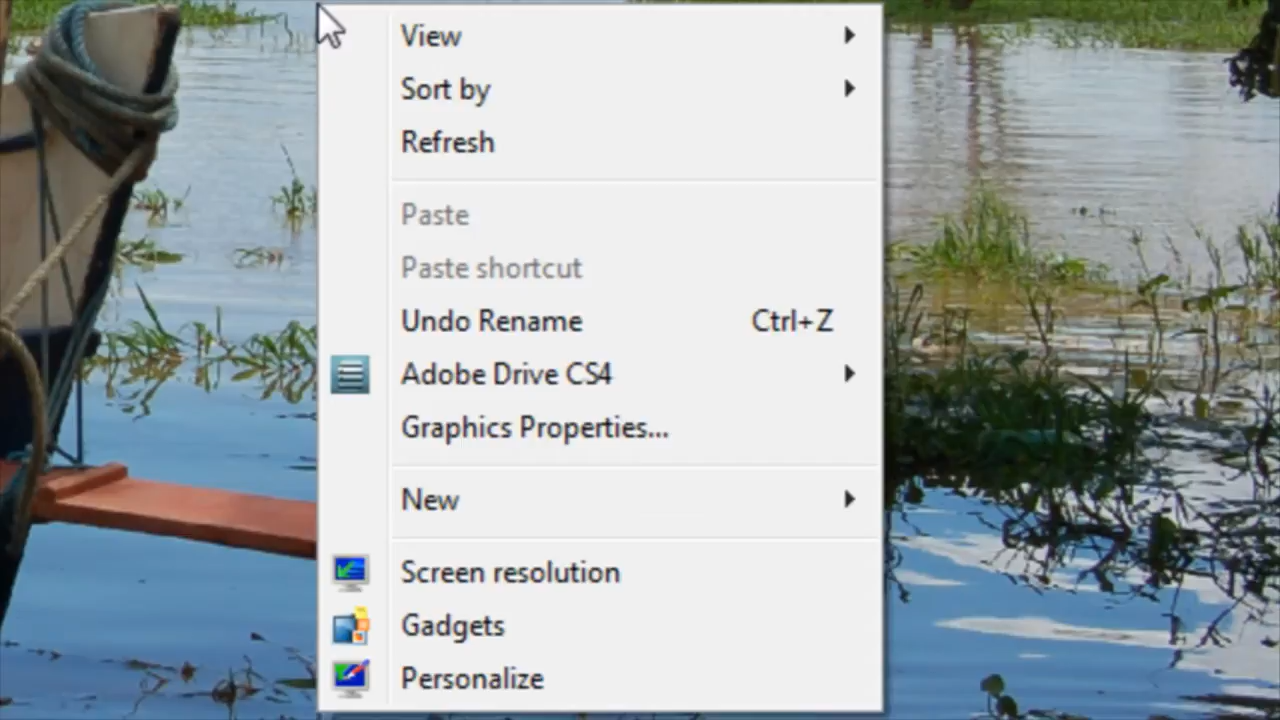 View
Sort by
Refresh
Paste
Paste shortcut
Undo Rename Ctrl+Z
Adobe Drive CS4
Graphics Properties...
New
Screen resolution
Gadgets
Personalize